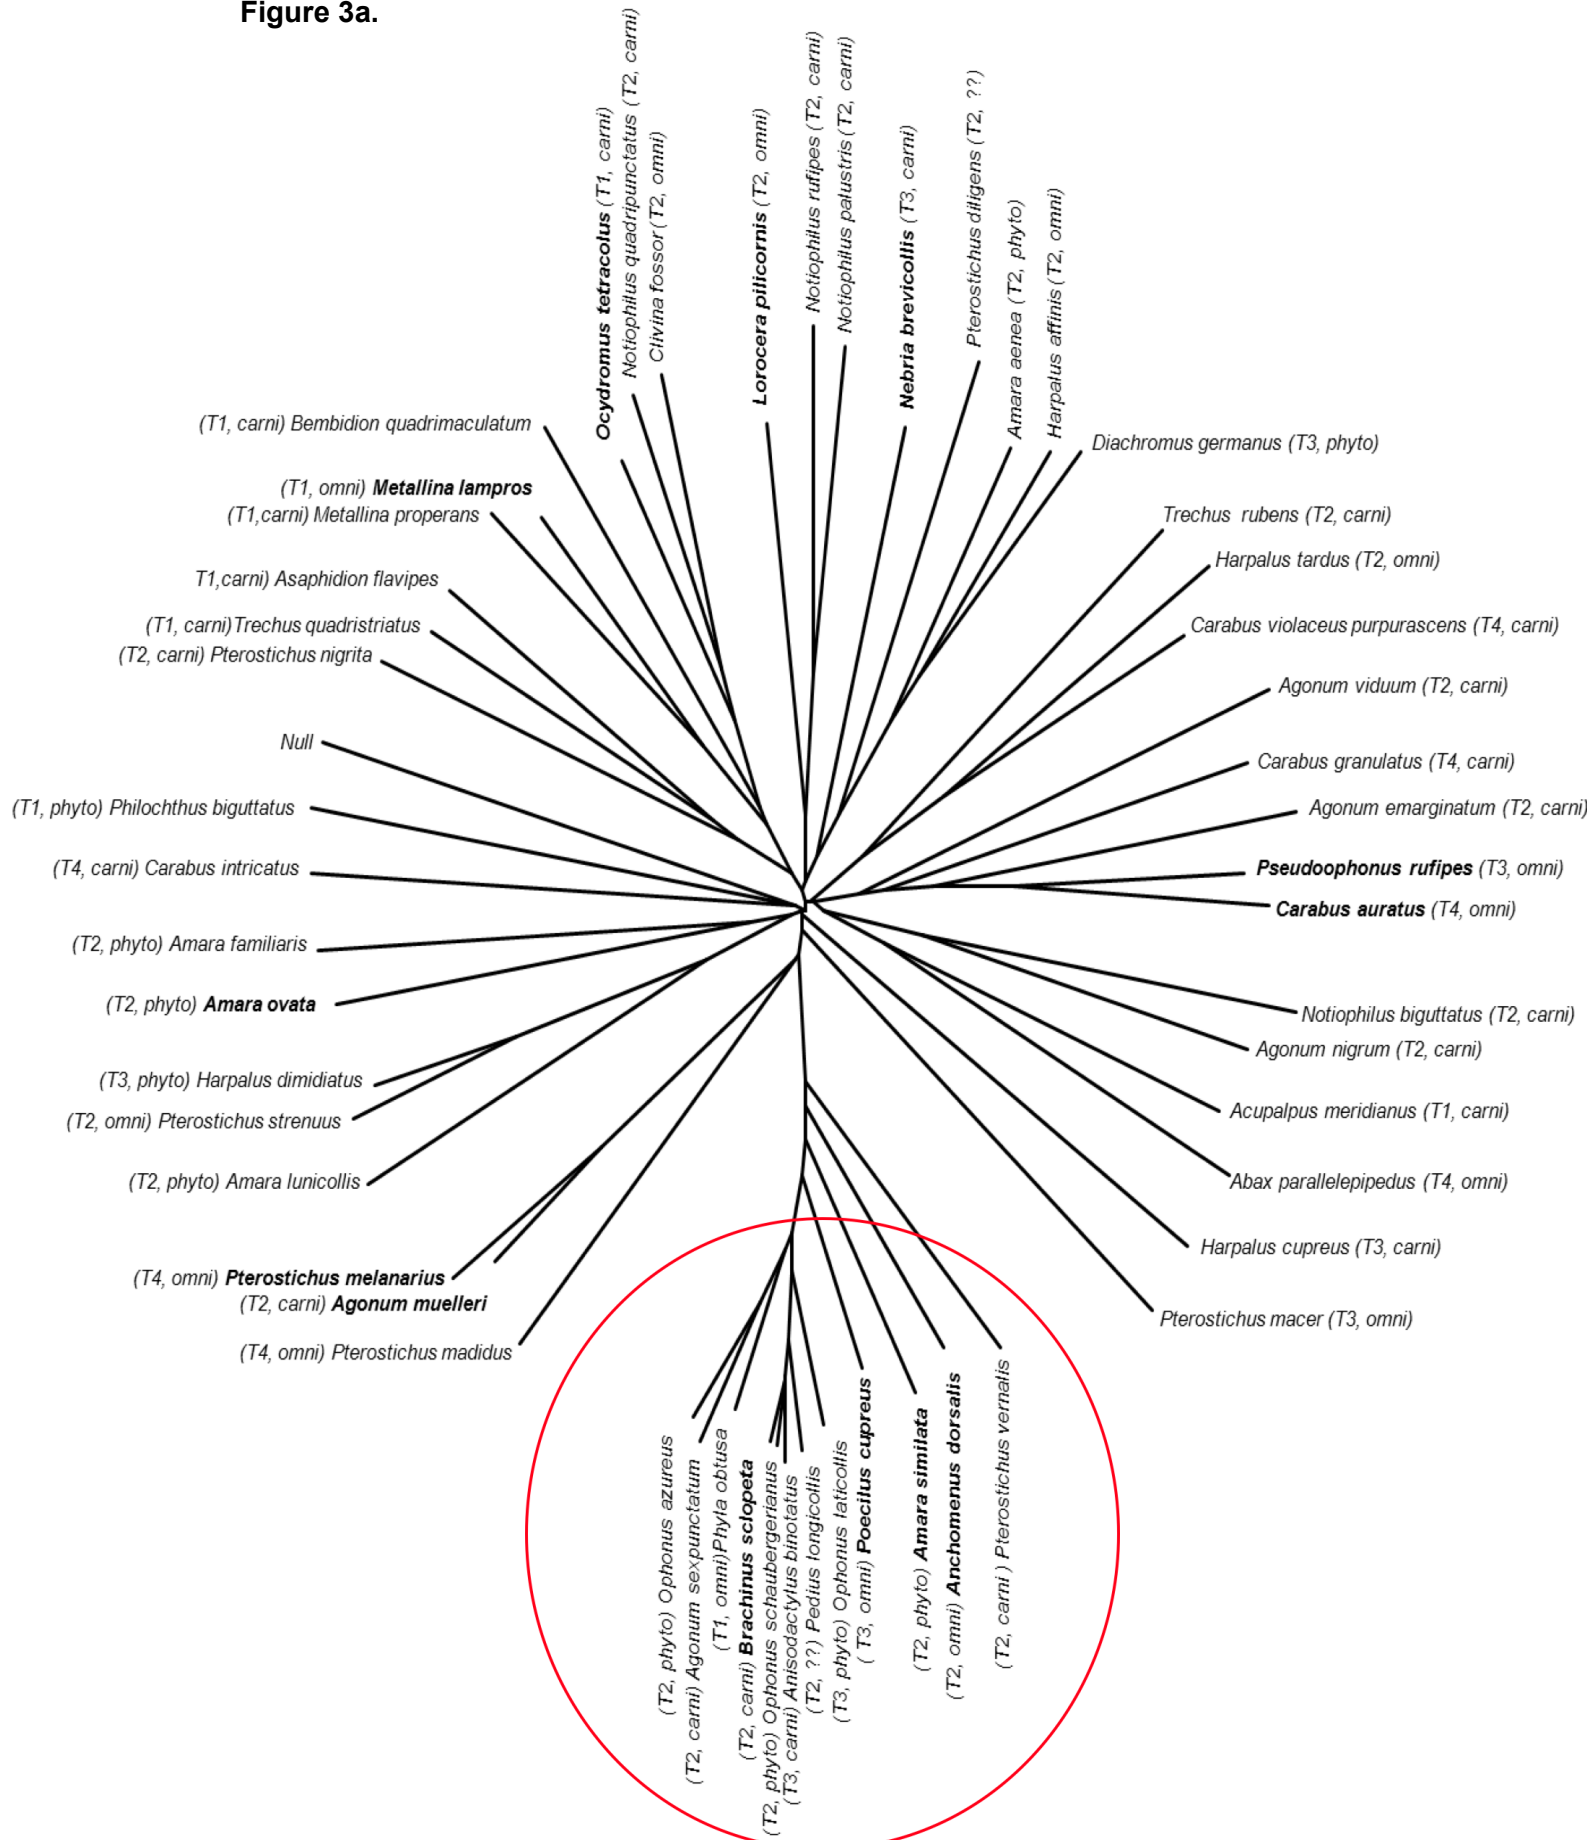 Figure 3a.
Ocydromus tetracolus (T1, carni)
Notiophilus quadripunctatus (T2, carni)
Clivina fossor (T2, omni)
Lorocera pilicornis (T2, omni)
Notiophilus rufipes (T2, carni)
Notiophilus palustris (T2, carni)
Nebria brevicollis (T3, carni)
Pterostichus diligens (T2, ??)
Amara aenea (T2, phyto)
Harpalus affinis (T2, omni)
Diachromus germanus (T3, phyto)
Trechus rubens (T2, carni)
Harpalus tardus (T2, omni)
Carabus violaceus purpurascens (T4, carni)
Agonum viduum (T2, carni)
Carabus granulatus (T4, carni)
Agonum emarginatum (T2, carni)
Pseudoophonus rufipes (T3, omni)
Carabus auratus (T4, omni)
Notiophilus biguttatus (T2, carni)
Agonum nigrum (T2, carni)
Acupalpus meridianus (T1, carni)
Abax parallelepipedus (T4, omni)
Harpalus cupreus (T3, carni)
Pterostichus macer (T3, omni)
(T1, carni) Bembidion quadrimaculatum
(T1, omni) Metallina lampros
(T1,carni) Metallina properans
T1,carni) Asaphidion flavipes
(T1, carni)Trechus quadristriatus
(T2, carni) Pterostichus nigrita
Null
(T1, phyto) Philochthus biguttatus
(T4, carni) Carabus intricatus
(T2, phyto) Amara familiaris
(T2, phyto) Amara ovata
(T3, phyto) Harpalus dimidiatus
(T2, omni) Pterostichus strenuus
(T2, phyto) Amara lunicollis
(T4, omni) Pterostichus melanarius
(T2, carni) Agonum muelleri
(T4, omni) Pterostichus madidus
(T2, phyto) Ophonus azureus
(T2, carni) Agonum sexpunctatum
(T1, omni)Phyla obtusa
(T2, carni) Brachinus sclopeta
(T2, phyto) Ophonus schaubergerianus
(T3, carni) Anisodactylus binotatus
(T2, ??) Pedius longicollis
(T3, phyto) Ophonus laticollis
( T3, omni) Poecilus cupreus
(T2, phyto) Amara similata
(T2, omni) Anchomenus dorsalis
(T2, carni ) Pterostichus vernalis